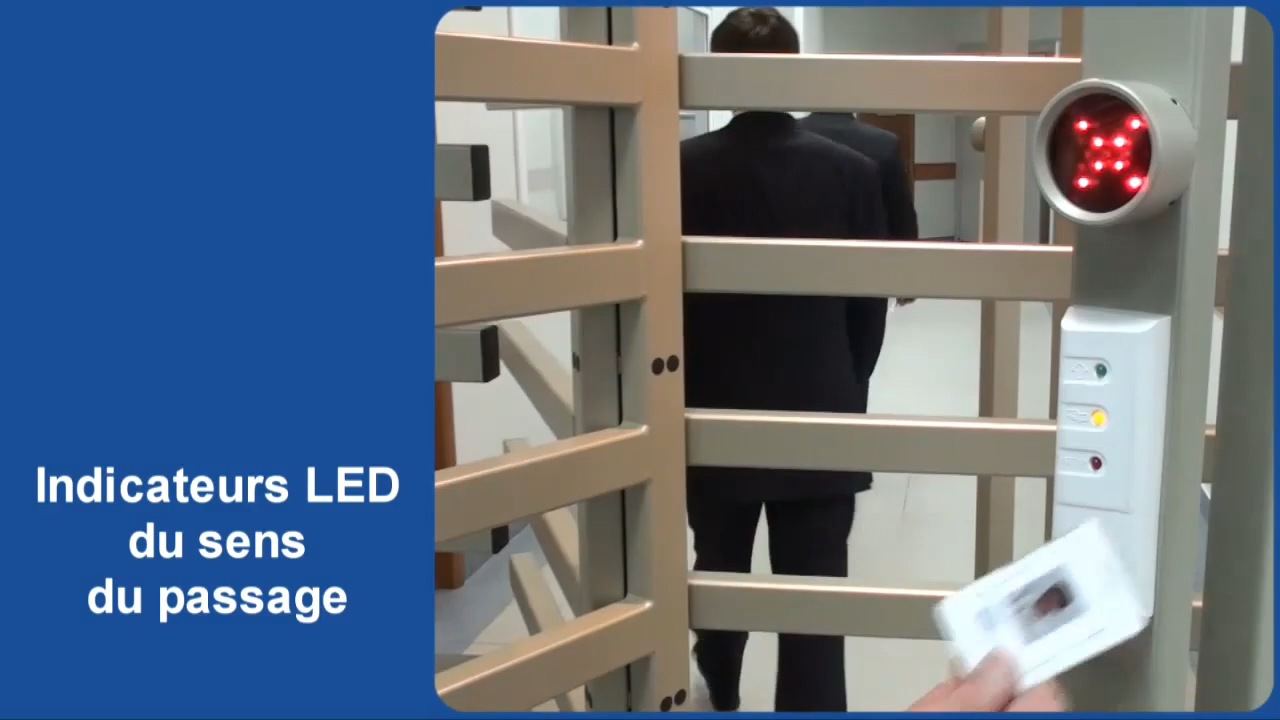 Indicateurs LED
du sens
du passage